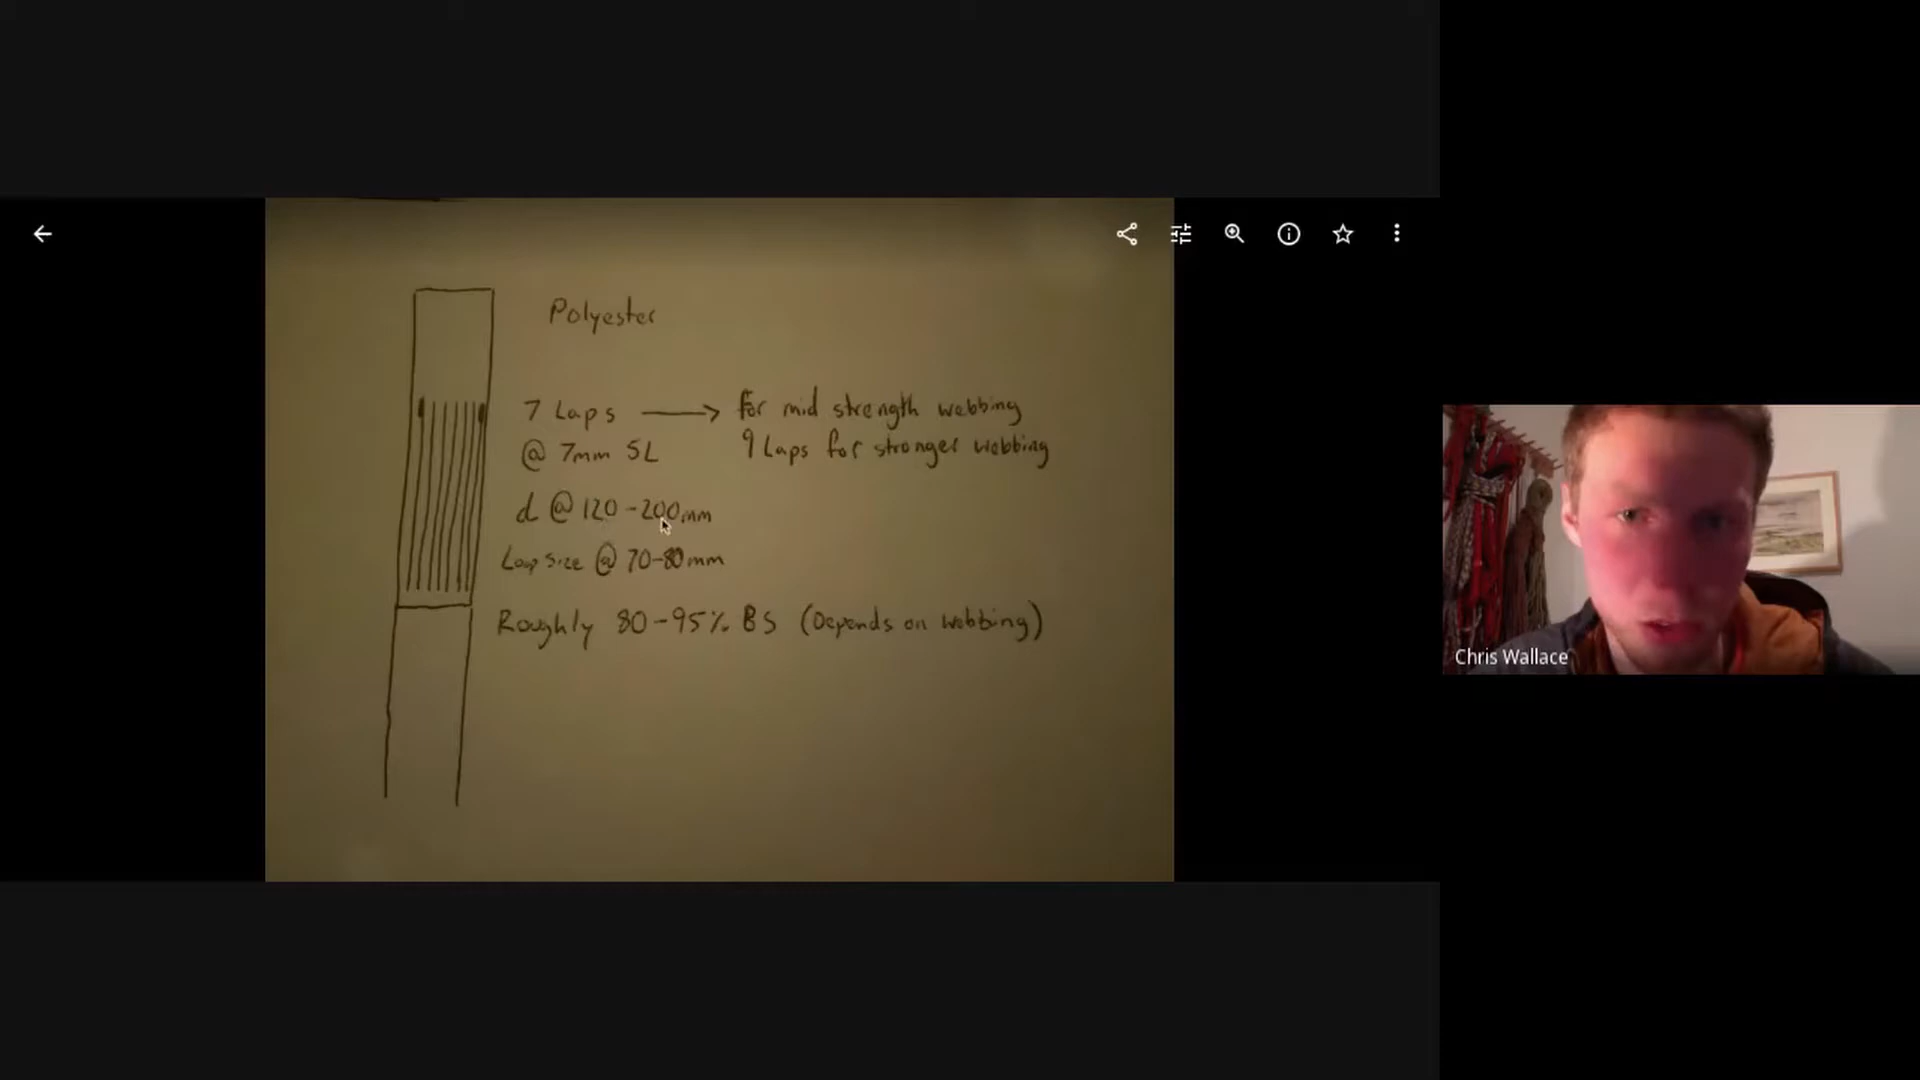 Polyester
7 Laps → for mid strength webbing
@ 7mm SL 9 Laps for stronger webbing
d @ 120-200mm
Loop Size @ 70-80mm
Roughly 80-95% BS (Depends on webbing)
Chris Wallace